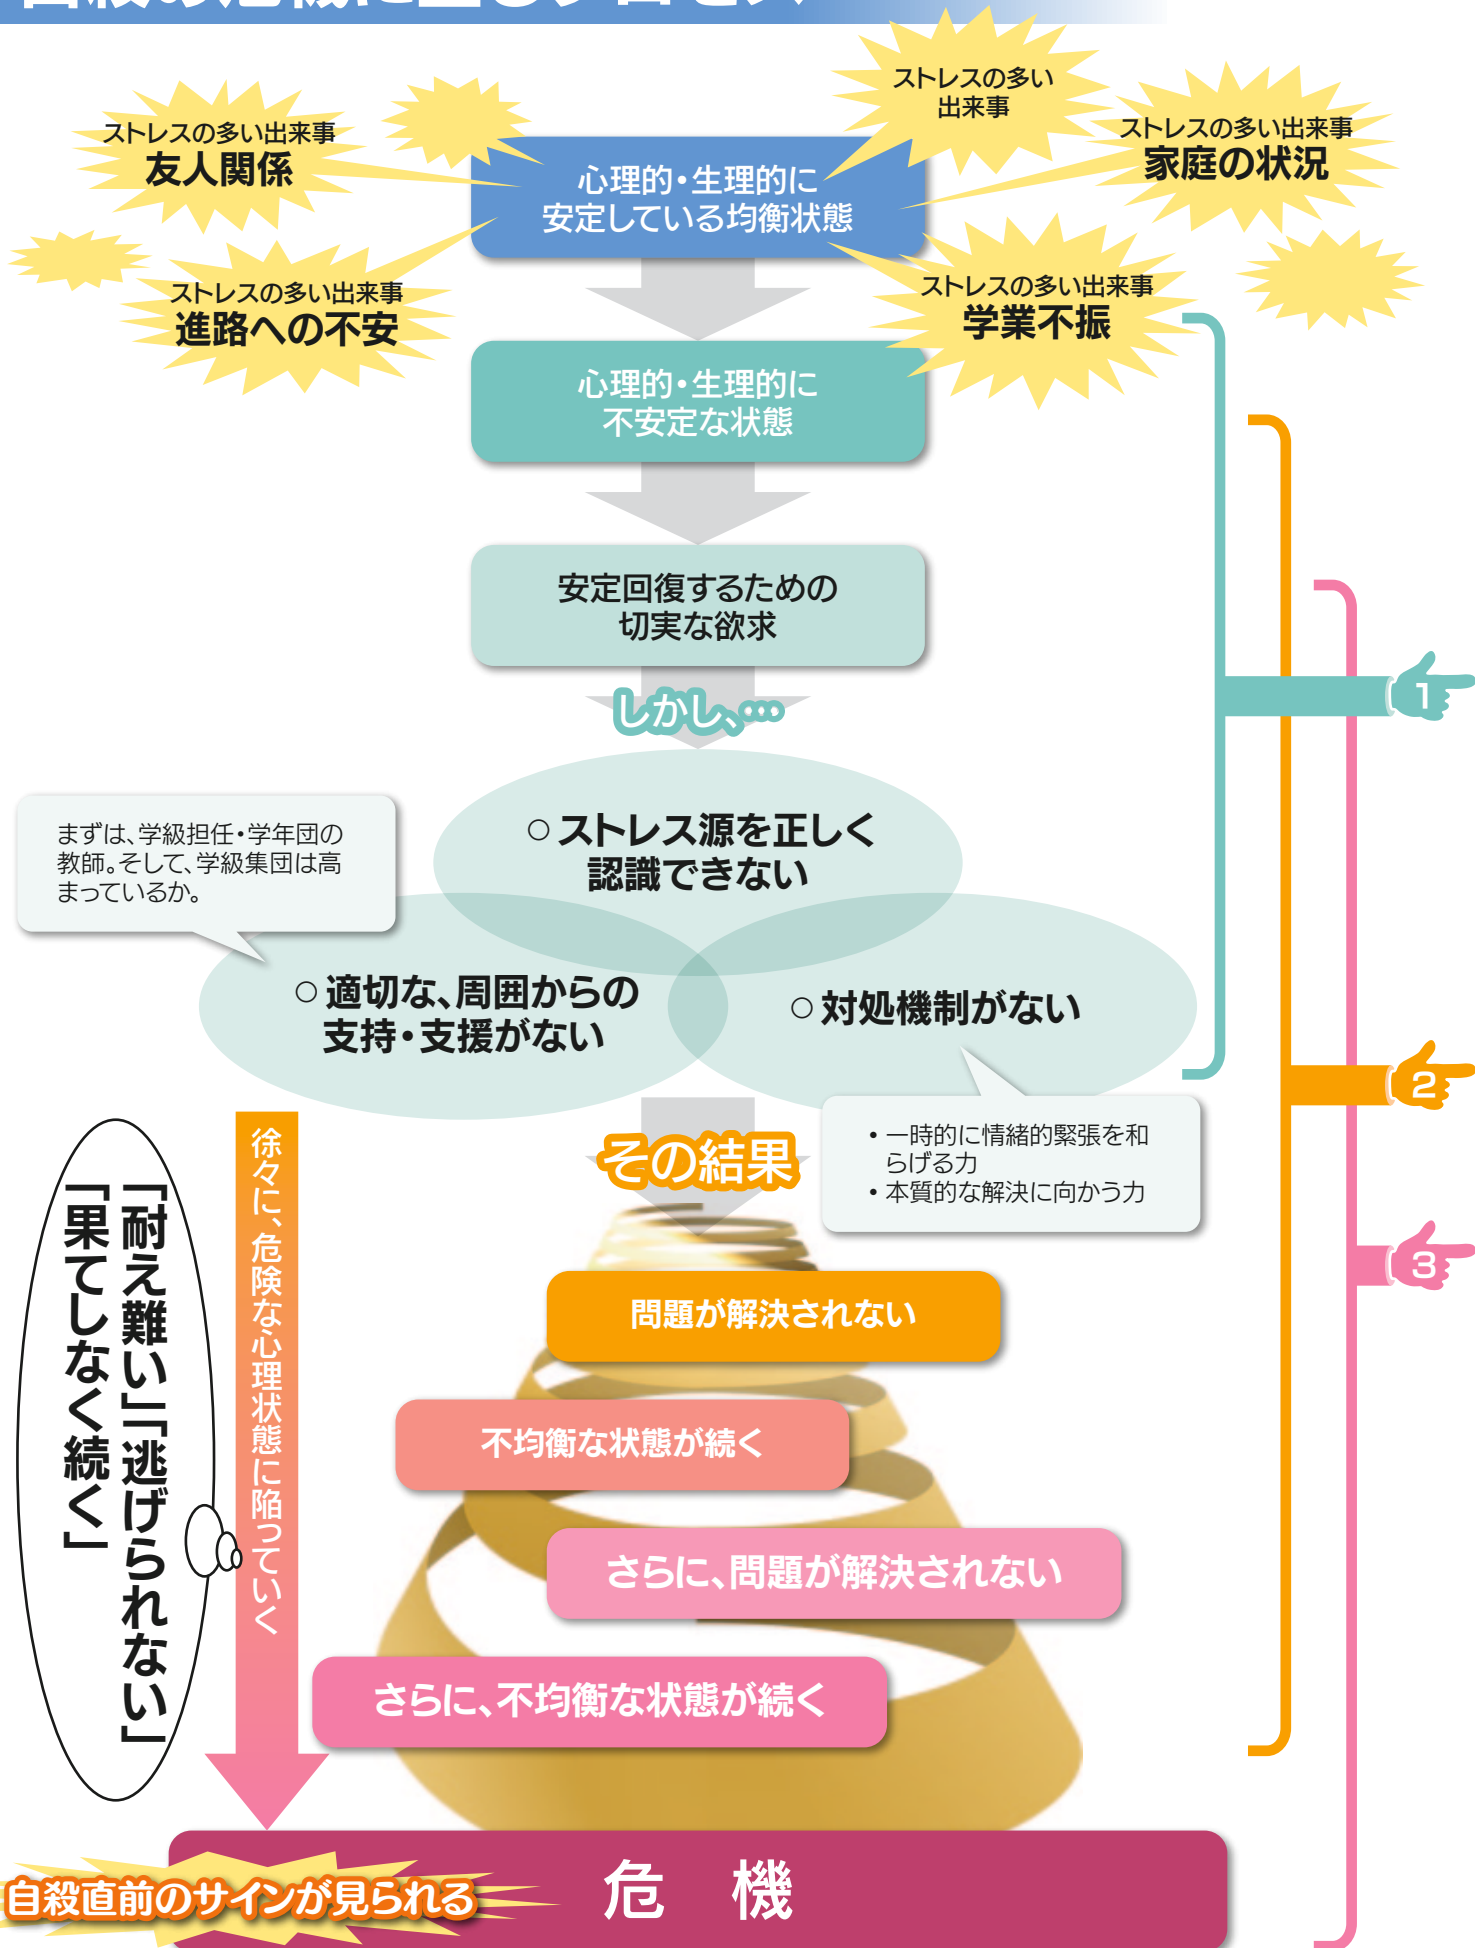 自殺の危機に至るプロセス
ストレスの多い
出来事
ストレスの多い出来事
友人関係
ストレスの多い出来事
家庭の状況
心理的・生理的に
安定している均衡状態
ストレスの多い出来事
進路への不安
ストレスの多い出来事
学業不振
心理的・生理的に
不安定な状態
安定回復するための
切実な欲求
しかし、…
1
○ストレス源を正しく
認識できない
まずは、学級担任・学年団の
教師。そして、学級集団は高
まっているか。
○適切な、周囲からの
支持・支援がない
○対処機制がない
2
・一時的に情緒的緊張を和
らげる力
・本質的な解決に向かう力
その結果
3
徐々に、危険な心理状態に陥っていく
「耐え難い」「逃げられない」
「果てしなく続く」
問題が解決されない
不均衡な状態が続く
さらに、問題が解決されない
さらに、不均衡な状態が続く
危 機
自殺直前のサインが見られる